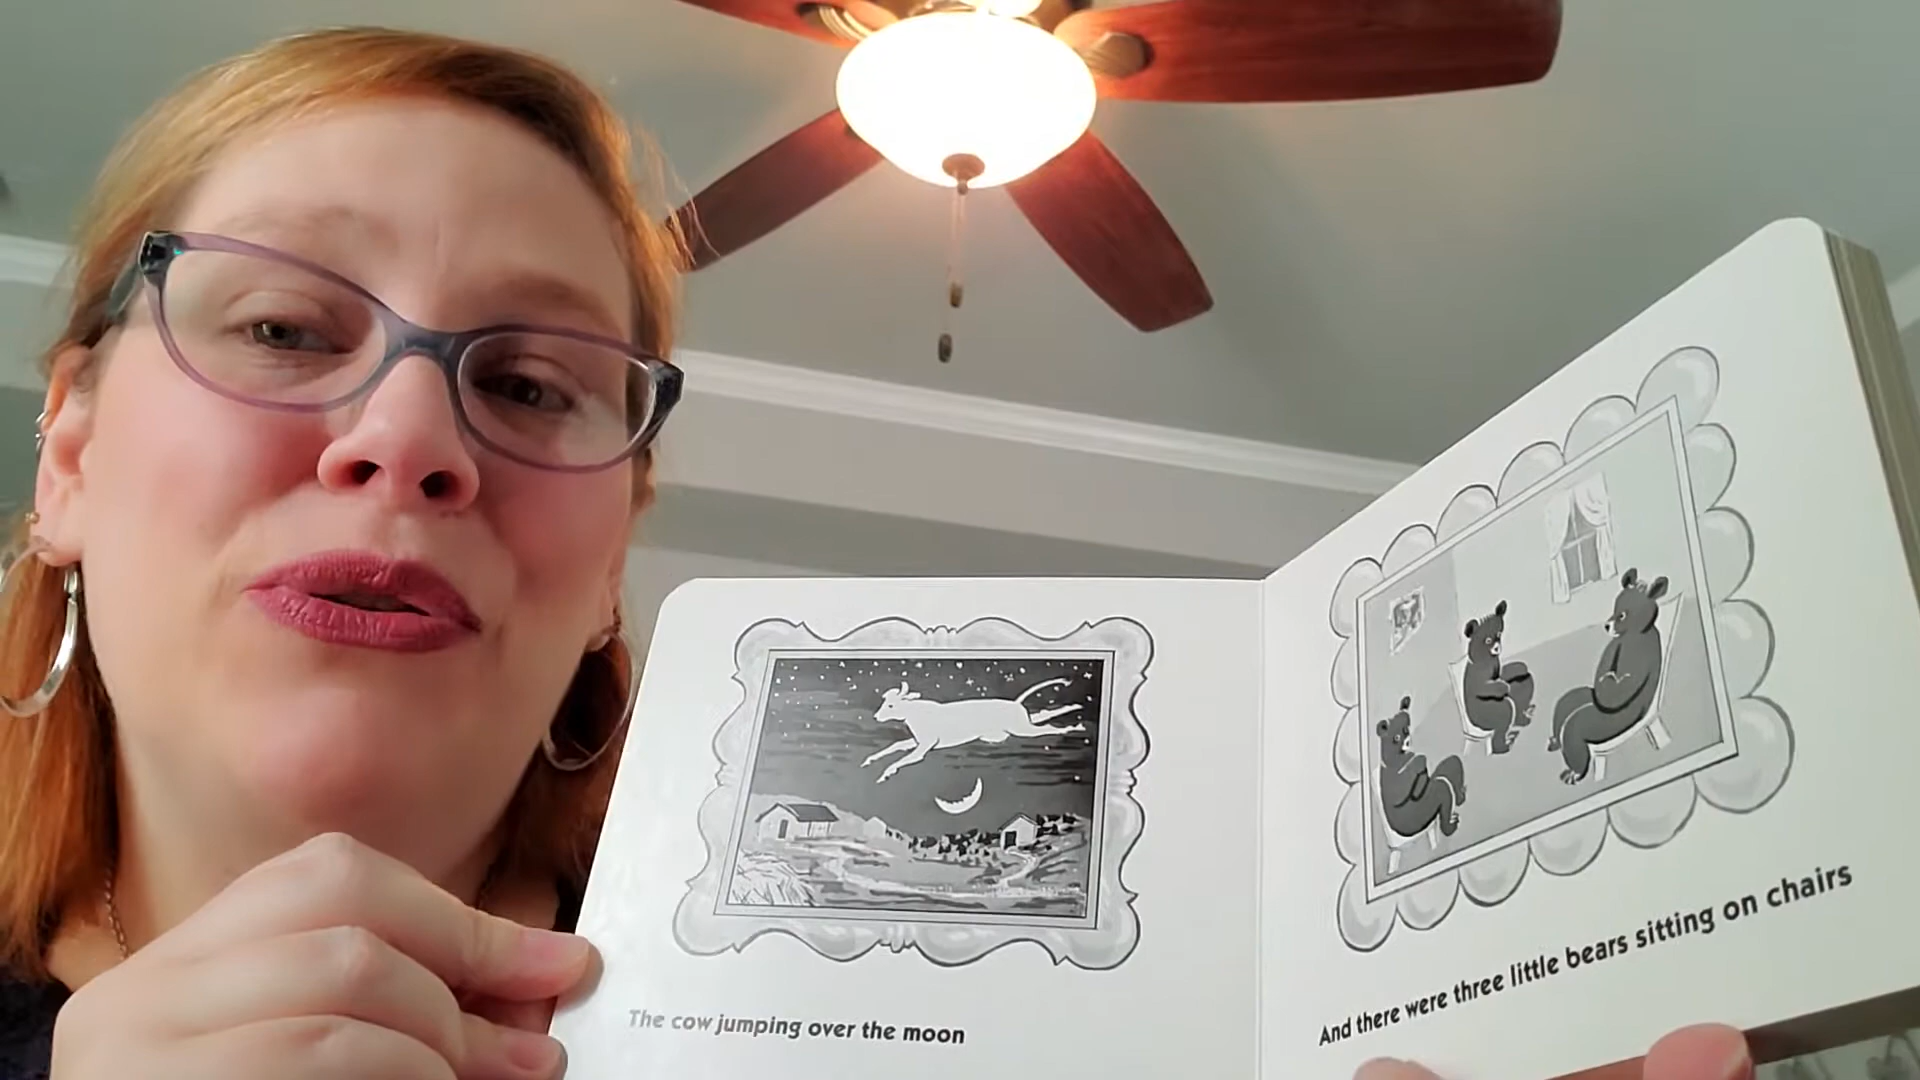 The cow jumping over the moon
And there were three little bears sitting on chairs